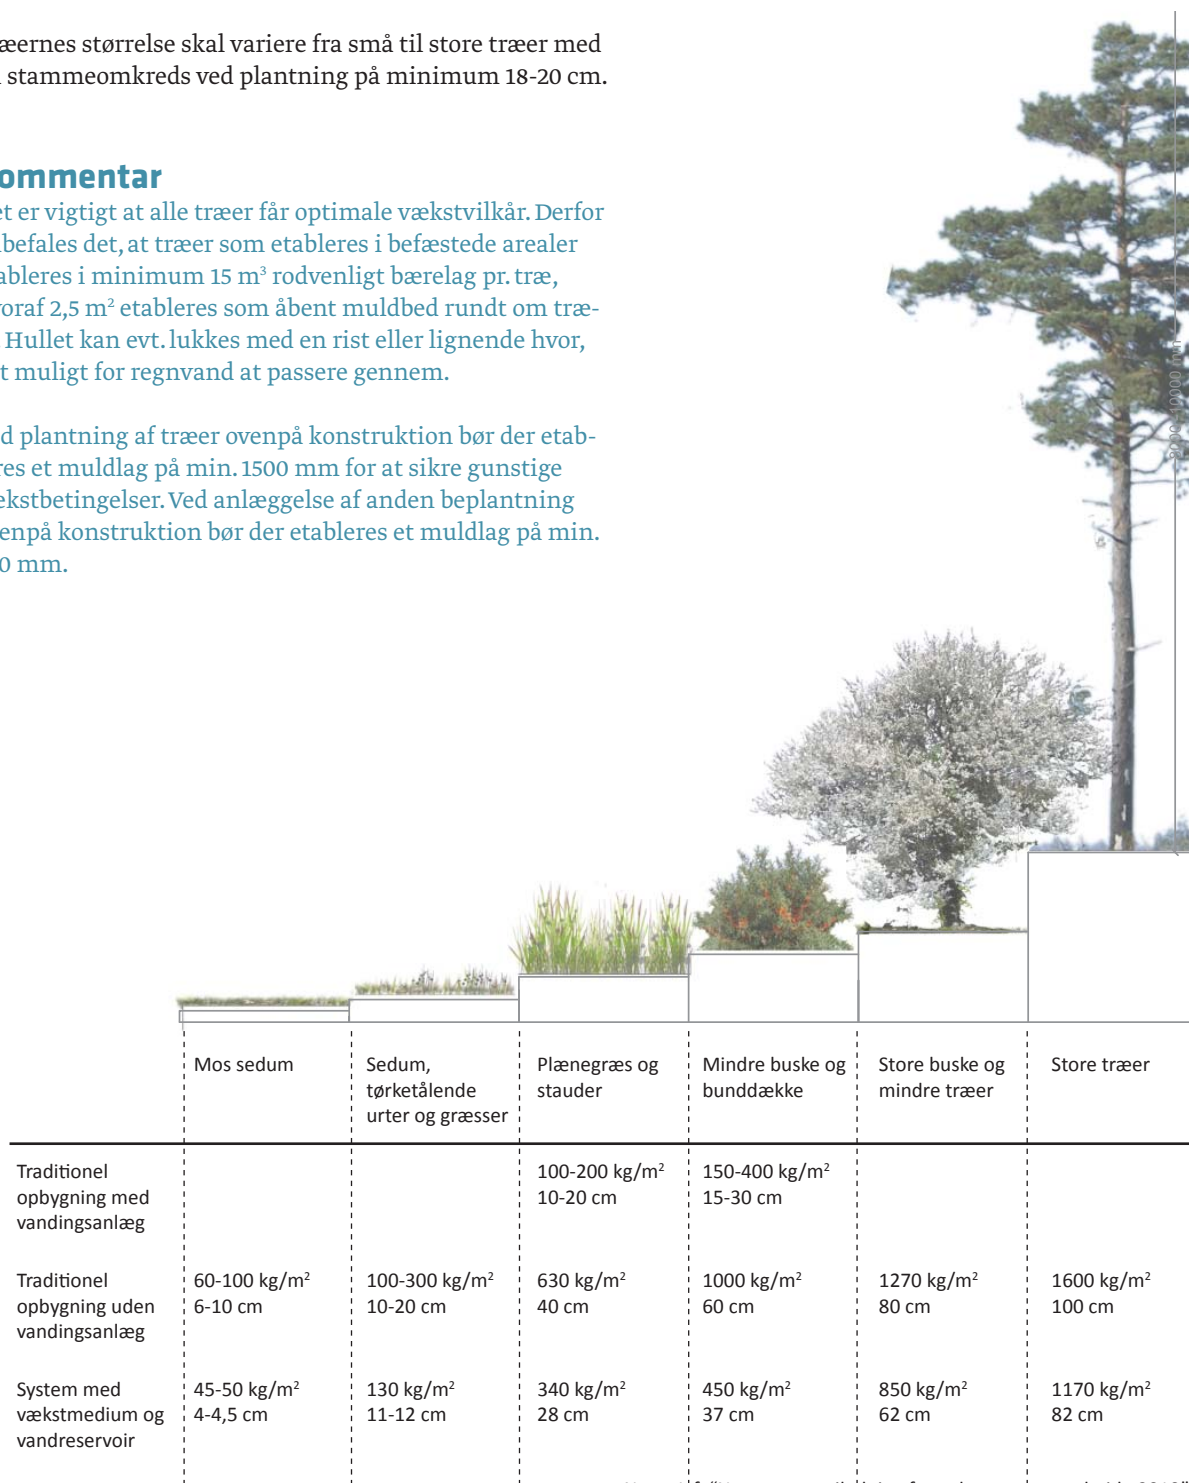 æernes størrelse skal variere fra små til store træer med
stammeomkreds ved plantning på minimum 18-20 cm.
ommentar
et er vigtigt at alle træer får optimale vækstvilkår. Derfor
befales det, at træer som etableres i befæstede arealer
ableres i minimum 15 m³ rodvenligt bærelag pr. træ,
voraf 2,5 m² etableres som åbent muldbed rundt om træ-
. Hullet kan evt. lukkes med en rist eller lignende hvor,
t muligt for regnvand at passere gennem.
d plantning af træer ovenpå konstruktion bør der etab-
res et muldlag på min. 1500 mm for at sikre gunstige
ekstbetingelser. Ved anlæggelse af anden beplantning
enpå konstruktion bør der etableres et muldlag på min.
0 mm.
Mos sedum
Sedum,
tørketålende
urter og græsser
Plænegræs og
stauder
Mindre buske og
bunddække
Store buske og
mindre træer
Store træer
Traditionel
opbygning med
vandingsanlæg
100-200 kg/m²
10-20 cm
150-400 kg/m²
15-30 cm
Traditionel
opbygning uden
vandingsanlæg
60-100 kg/m²
6-10 cm
100-300 kg/m²
10-20 cm
630 kg/m²
40 cm
1000 kg/m²
60 cm
1270 kg/m²
80 cm
1600 kg/m²
100 cm
System med
vækstmedium og
vandreservoir
45-50 kg/m²
4-4,5 cm
130 kg/m²
11-12 cm
340 kg/m²
28 cm
450 kg/m²
37 cm
850 kg/m²
62 cm
1170 kg/m²
82 cm